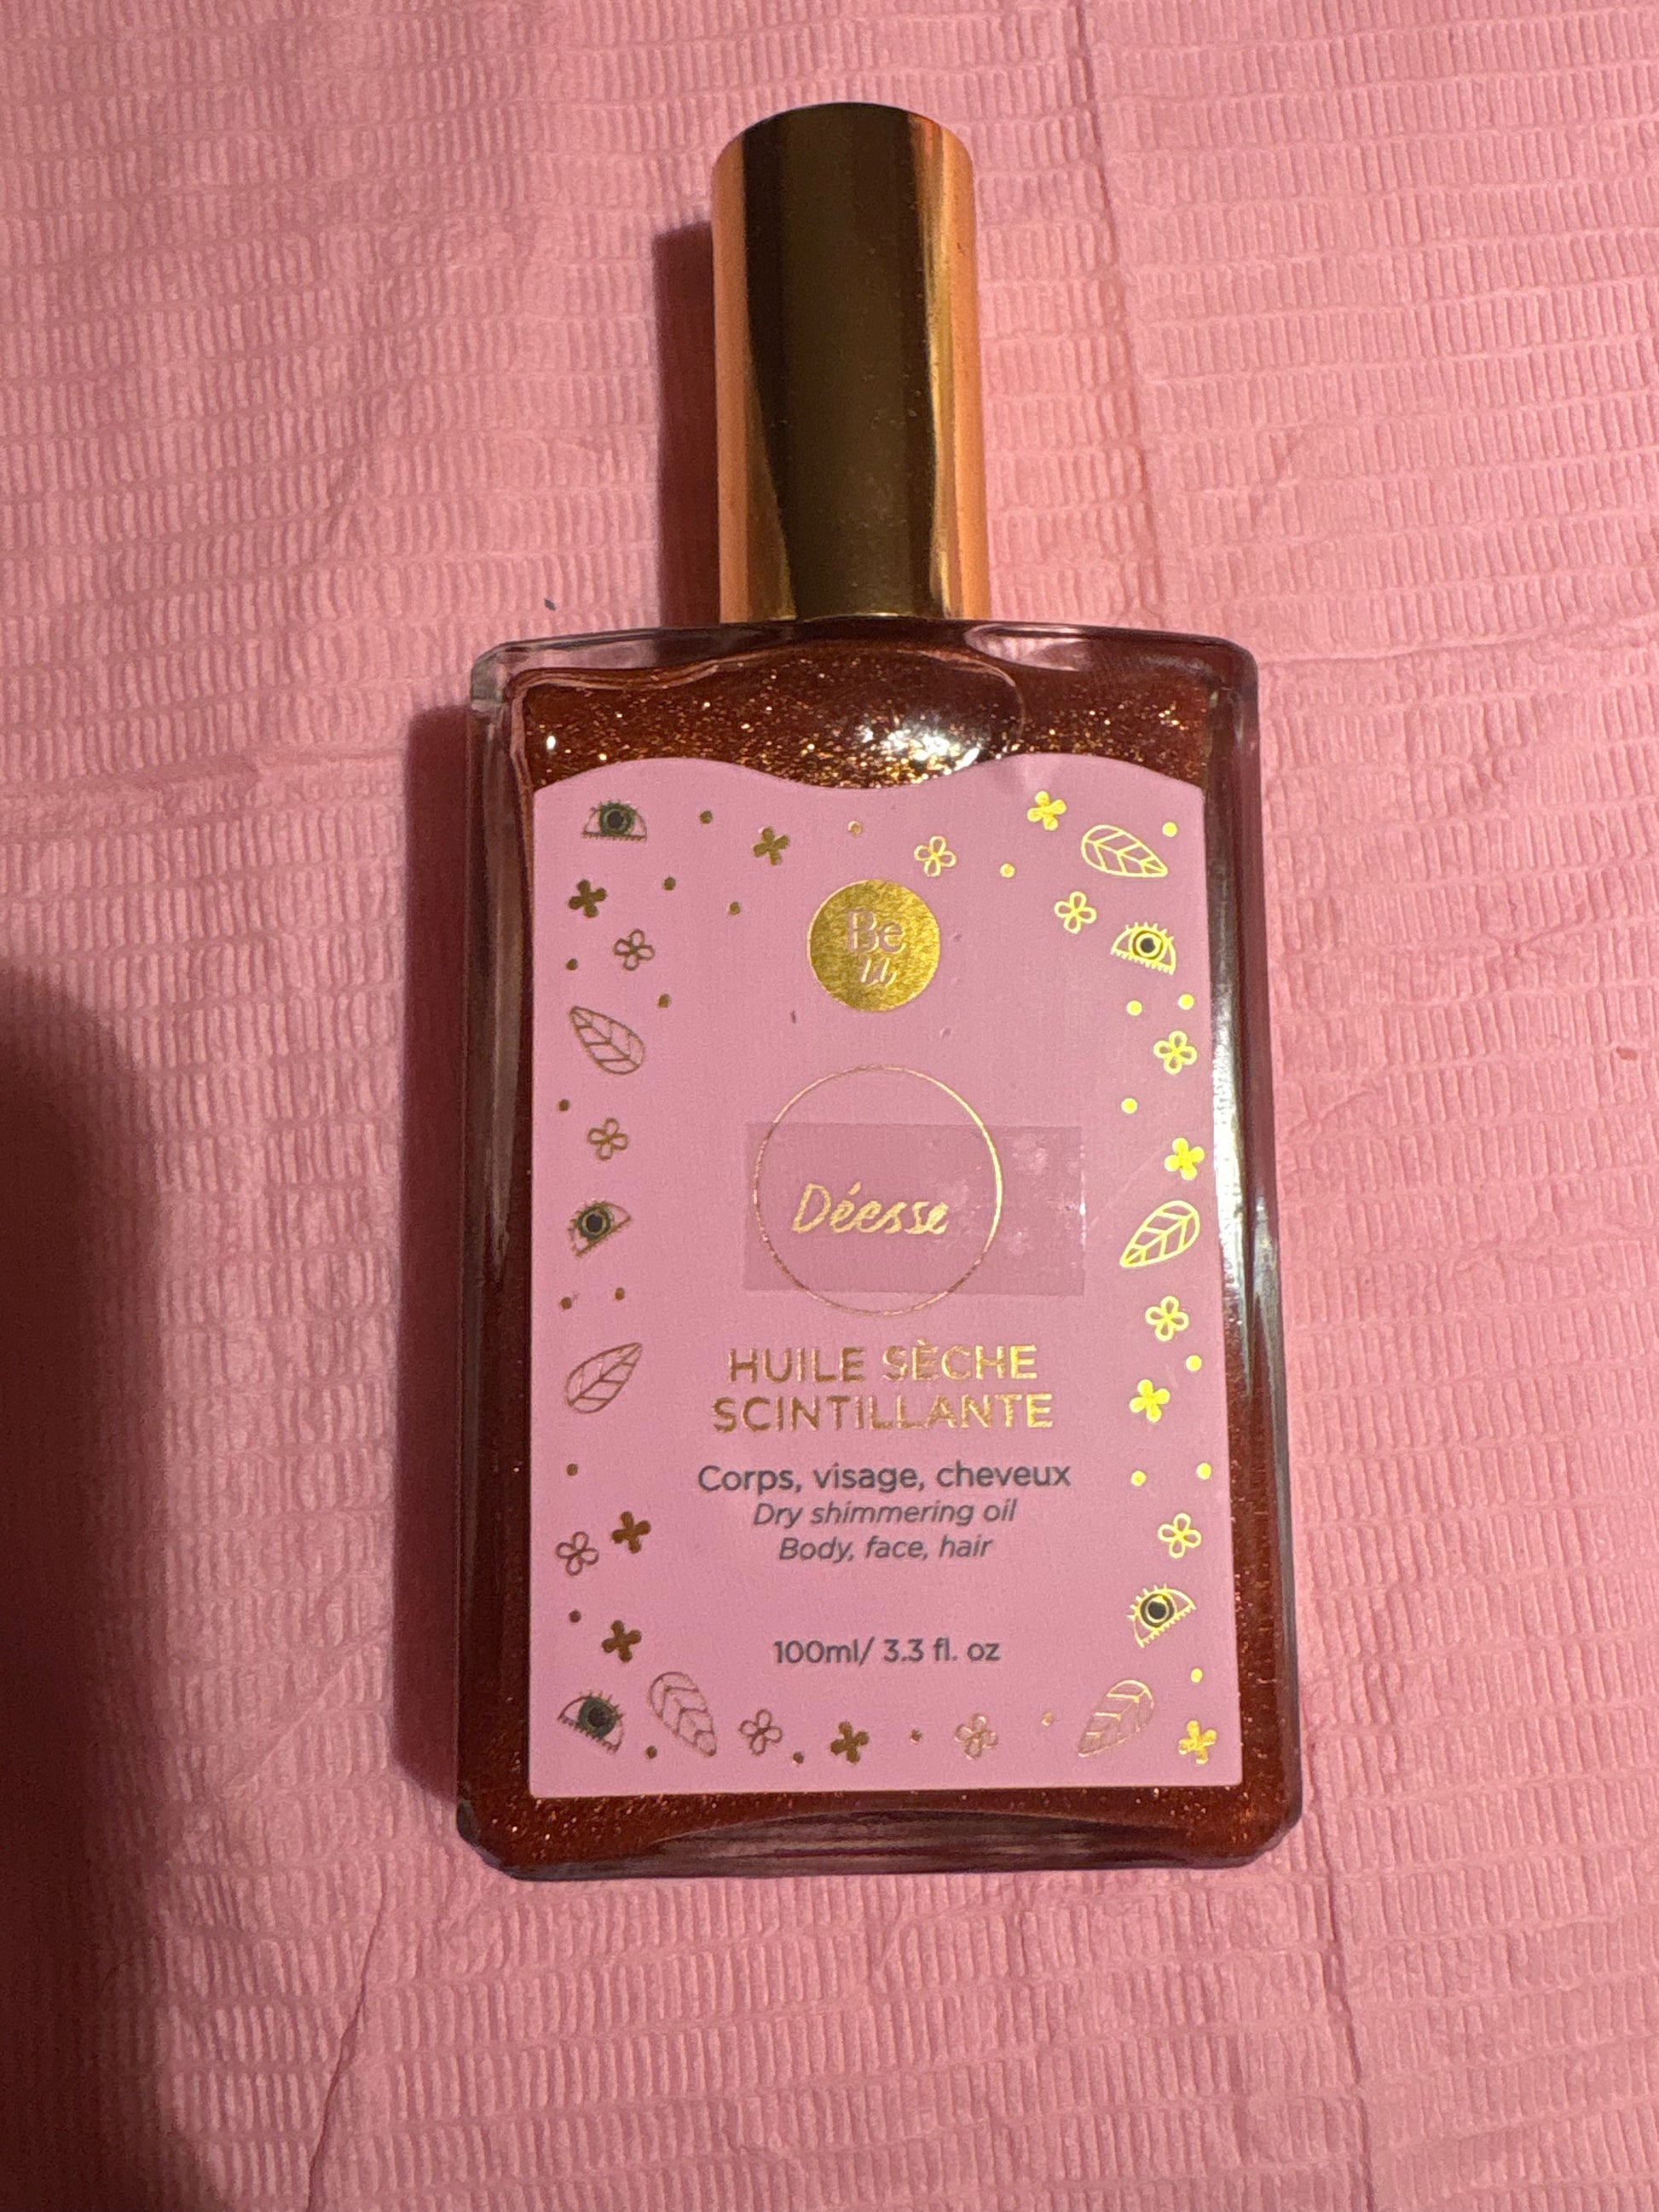 Be
u
Déesse
HUILE SÈCHE
SCINTILLANTE
Corps, visage, cheveux
Dry shimmering oil
Body, face, hair
100ml/ 3.3 fl. oz